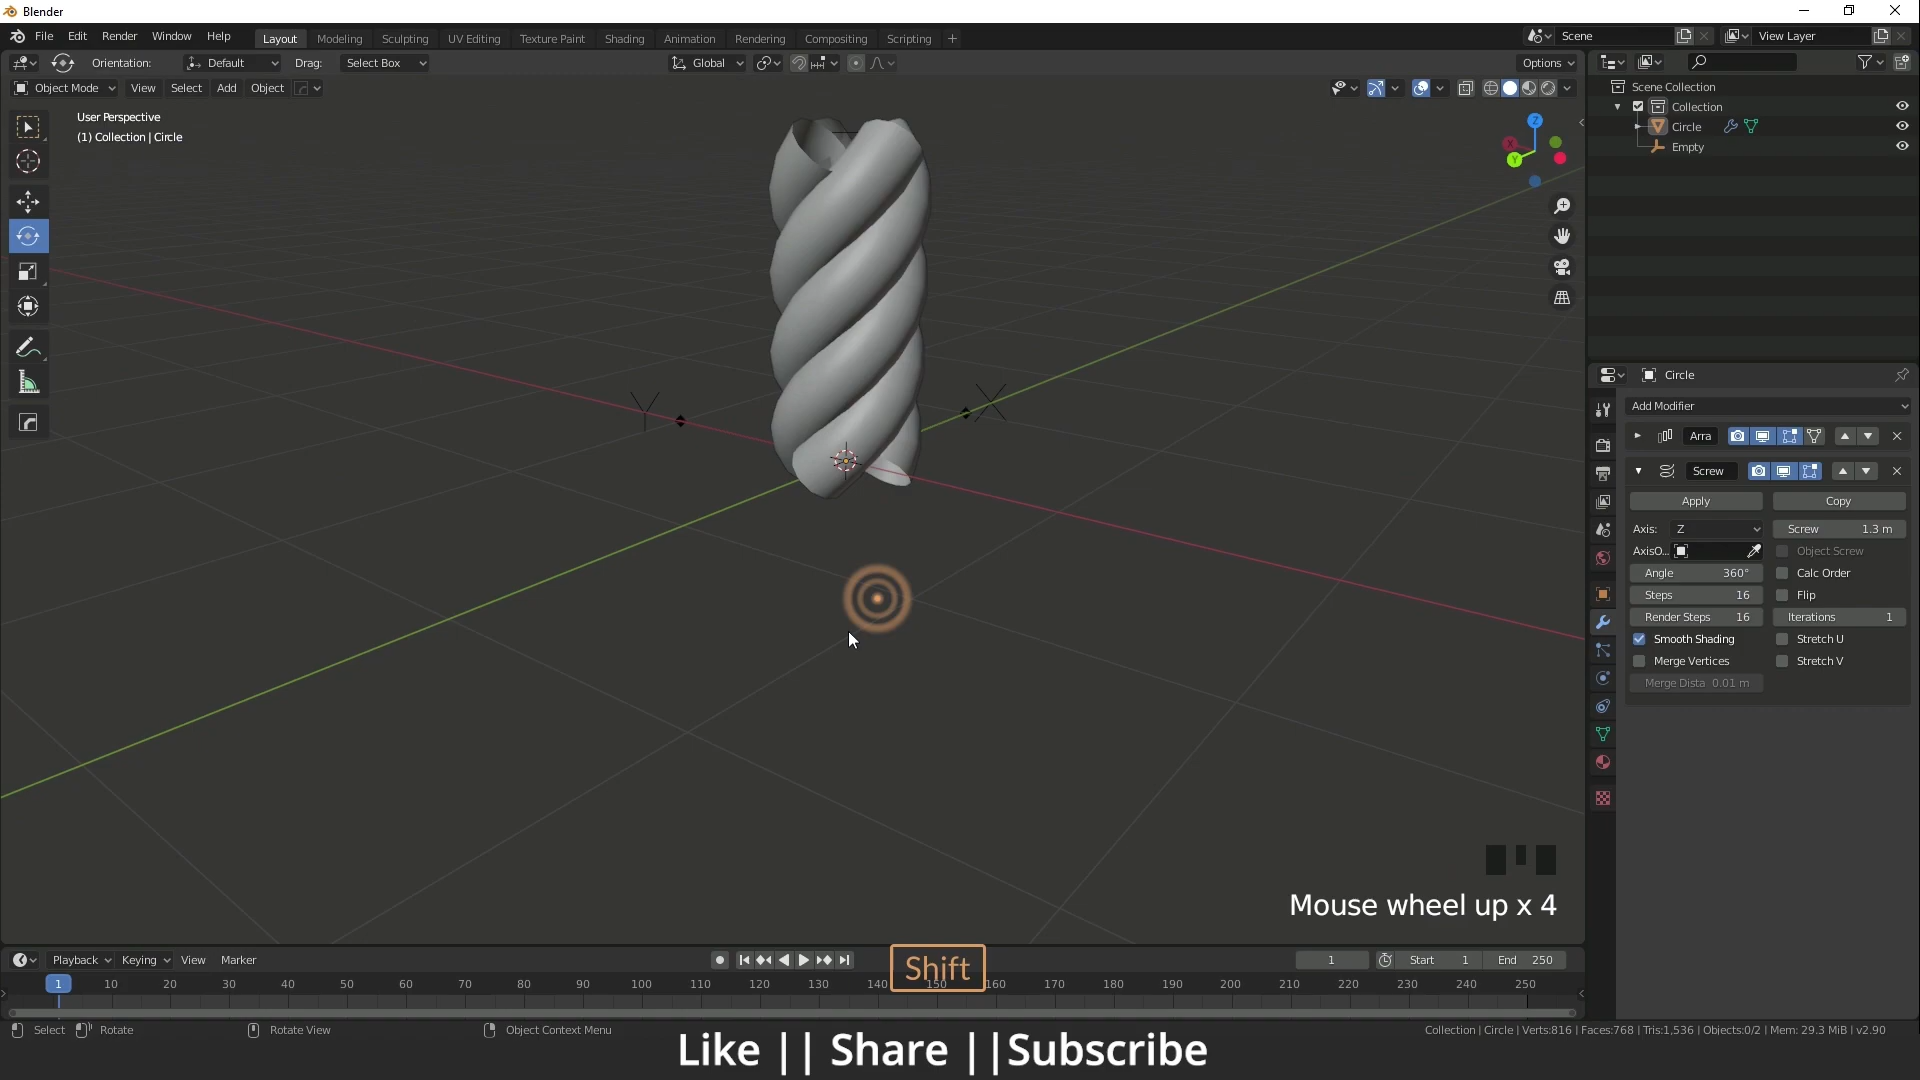 Blender
File Edit Render Window Help
Layout Modeling Sculpting UV Editing Texture Paint Shading Animation Rendering Compositing Scripting +
Scene
View Layer
Orientation: Default Drag: Select Box
Global
Options
Object Mode View Select Add Object
User Perspective
(1) Collection | Circle
Scene Collection
Collection
Circle
Empty
Z
X
Y
Circle
Add Modifier
Arra
Screw
Apply Copy
Axis: Z Screw 1.3 m
AxisO... Object Screw
Angle 360° Calc Order
Steps 16 Flip
Render Steps 16 Iterations 1
Smooth Shading Stretch U
Merge Vertices Stretch V
Merge Dista 0.01 m
Mouse wheel up x 4
Playback Keying View Marker
1 Start 1 End 250
Shift
1 10 20 30 40 50 60 70 80 90 100 110 120 130 140 150 160 170 180 190 200 210 220 230 240 250
Select Rotate Rotate View Object Context Menu
Collection | Circle | Verts:816 | Faces:768 | Tris:1,536 | Objects:0/2 | Mem: 29.3 MiB | v2.90
Like || Share ||Subscribe